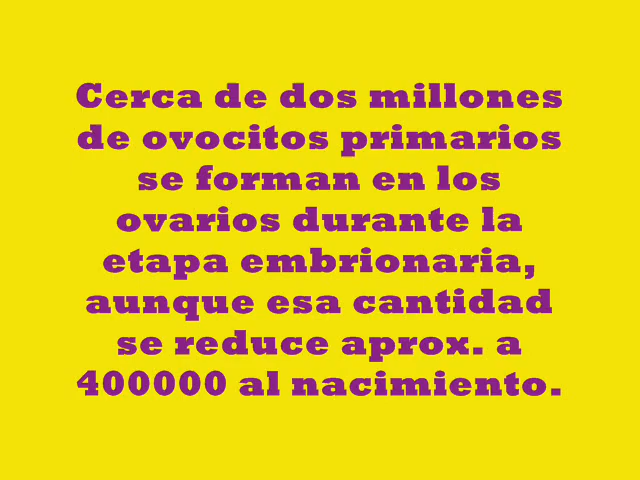 Cerca de dos millones
de ovocitos primarios
se forman en los
ovarios durante la
etapa embrionaria,
aunque esa cantidad
se reduce aprox. a
400000 al nacimiento.